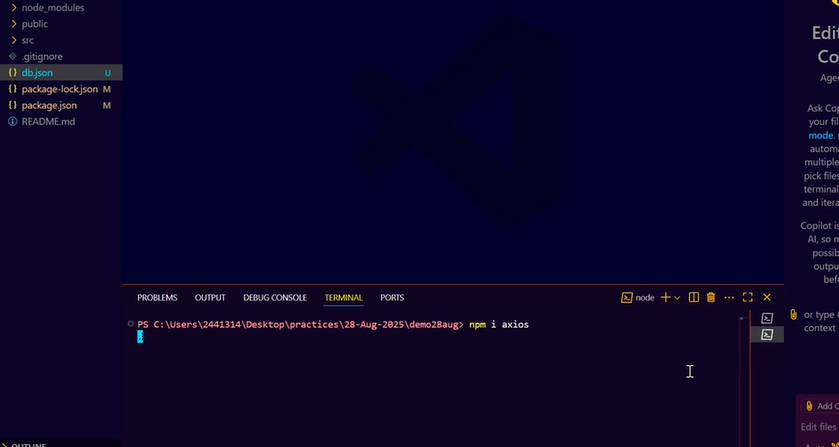 node_modules
public
src
.gitignore
db.json U
package-lock.json M
package.json M
README.md
PROBLEMS OUTPUT DEBUG CONSOLE TERMINAL PORTS
node
PS C:\Users\2441314\Desktop\practices\28-Aug-2025\demo28aug> npm i axios
Edi
Co
Age
Ask Cop
your fil
mode.
automa
multiple
pick files
terminal
and itera
Copilot is
AI, so m
possib
outpu
befo
or type #
context
Add C
Edit files